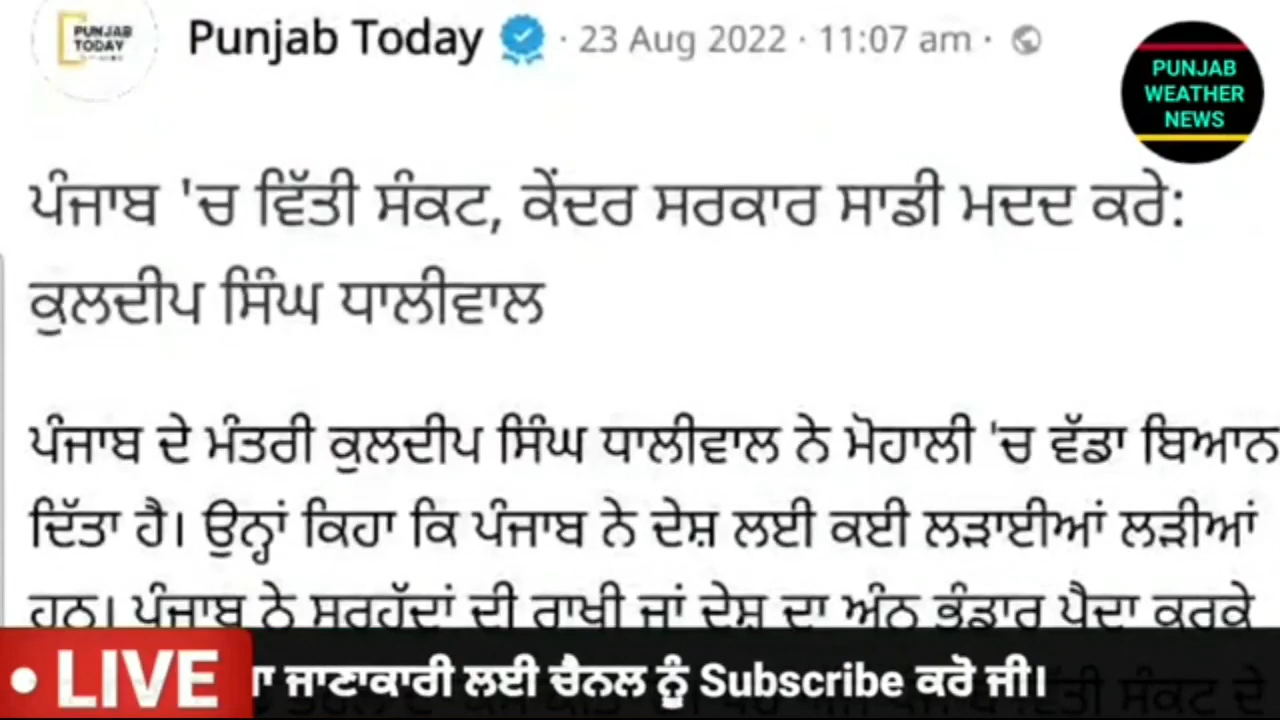 PUNJAB
TODAY
Punjab Today · 23 Aug 2022 · 11:07 am ·
PUNJAB
WEATHER
NEWS
ਪੰਜਾਬ 'ਚ ਵਿੱਤੀ ਸੰਕਟ, ਕੇਂਦਰ ਸਰਕਾਰ ਸਾਡੀ ਮਦਦ ਕਰੇ:
ਕੁਲਦੀਪ ਸਿੰਘ ਧਾਲੀਵਾਲ
ਪੰਜਾਬ ਦੇ ਮੰਤਰੀ ਕੁਲਦੀਪ ਸਿੰਘ ਧਾਲੀਵਾਲ ਨੇ ਮੋਹਾਲੀ 'ਚ ਵੱਡਾ ਬਿਆਨ
ਦਿੱਤਾ ਹੈ। ਉਨ੍ਹਾਂ ਕਿਹਾ ਕਿ ਪੰਜਾਬ ਨੇ ਦੇਸ਼ ਲਈ ਕਈ ਲੜਾਈਆਂ ਲੜੀਆਂ
ਹਨ। ਪੰਜਾਬ ਨੇ ਸਰਹੱਦਾਂ ਦੀ ਰਾਖੀ ਜਾਂ ਦੇਸ਼ ਦਾ ਅੰਨ ਭੰਡਾਰ ਪੈਦਾ ਕਰਕੇ
LIVE ਜਾਣਕਾਰੀ ਲਈ ਚੈਨਲ ਨੂੰ Subscribe ਕਰੋ ਜੀ।